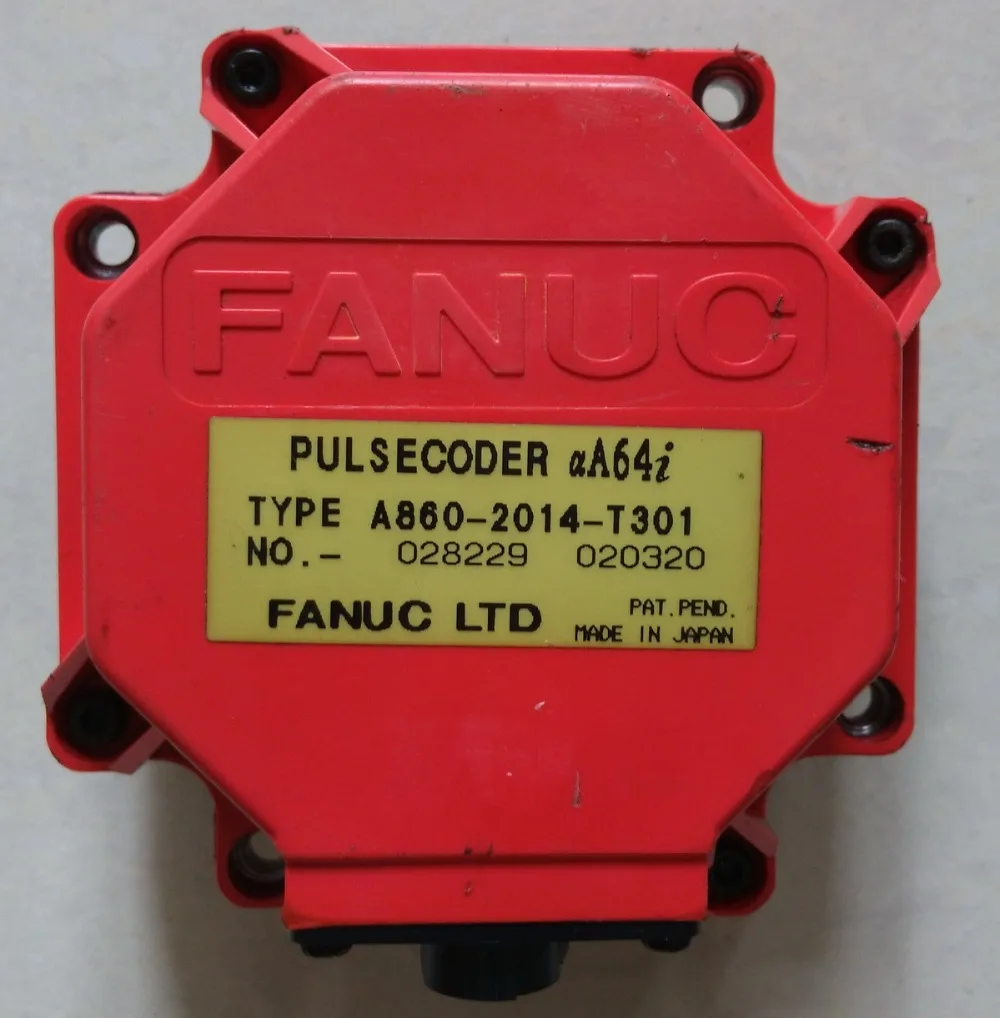 FANUC
PULSECODER αA64i
TYPE A860-2014-T301
NO.- 028229 020320
FANUC LTD PAT.PEND.
MADE IN JAPAN